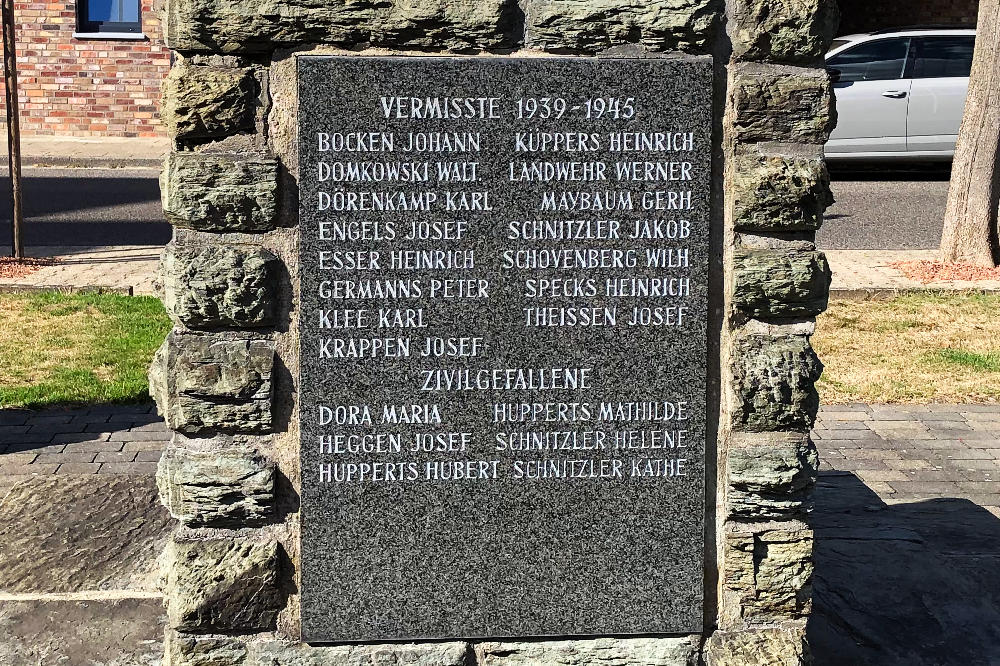 VERMISSTE 1939-1945
BOCKEN JOHANN KÜPPERS HEINRICH
DOMKOWSKI WALT. LANDWEHR WERNER
DÖRENKAMP KARL MAYBAUM GERH
ENGELS JOSEF SCHNITZLER JAKOB
ESSER HEINRICH SCHOVENBERG WILH
GERMANNS PETER SPECKS HEINRICH
KLEE KARL THEISSEN JOSEF
KRAPPEN JOSEF
ZIVILGEFALLENE
DORA MARIA HUPPERTS MATHILDE
HEGGEN JOSEF SCHNITZLER HELENE
HUPPERTS HUBERT SCHNITZLER KÄTHE